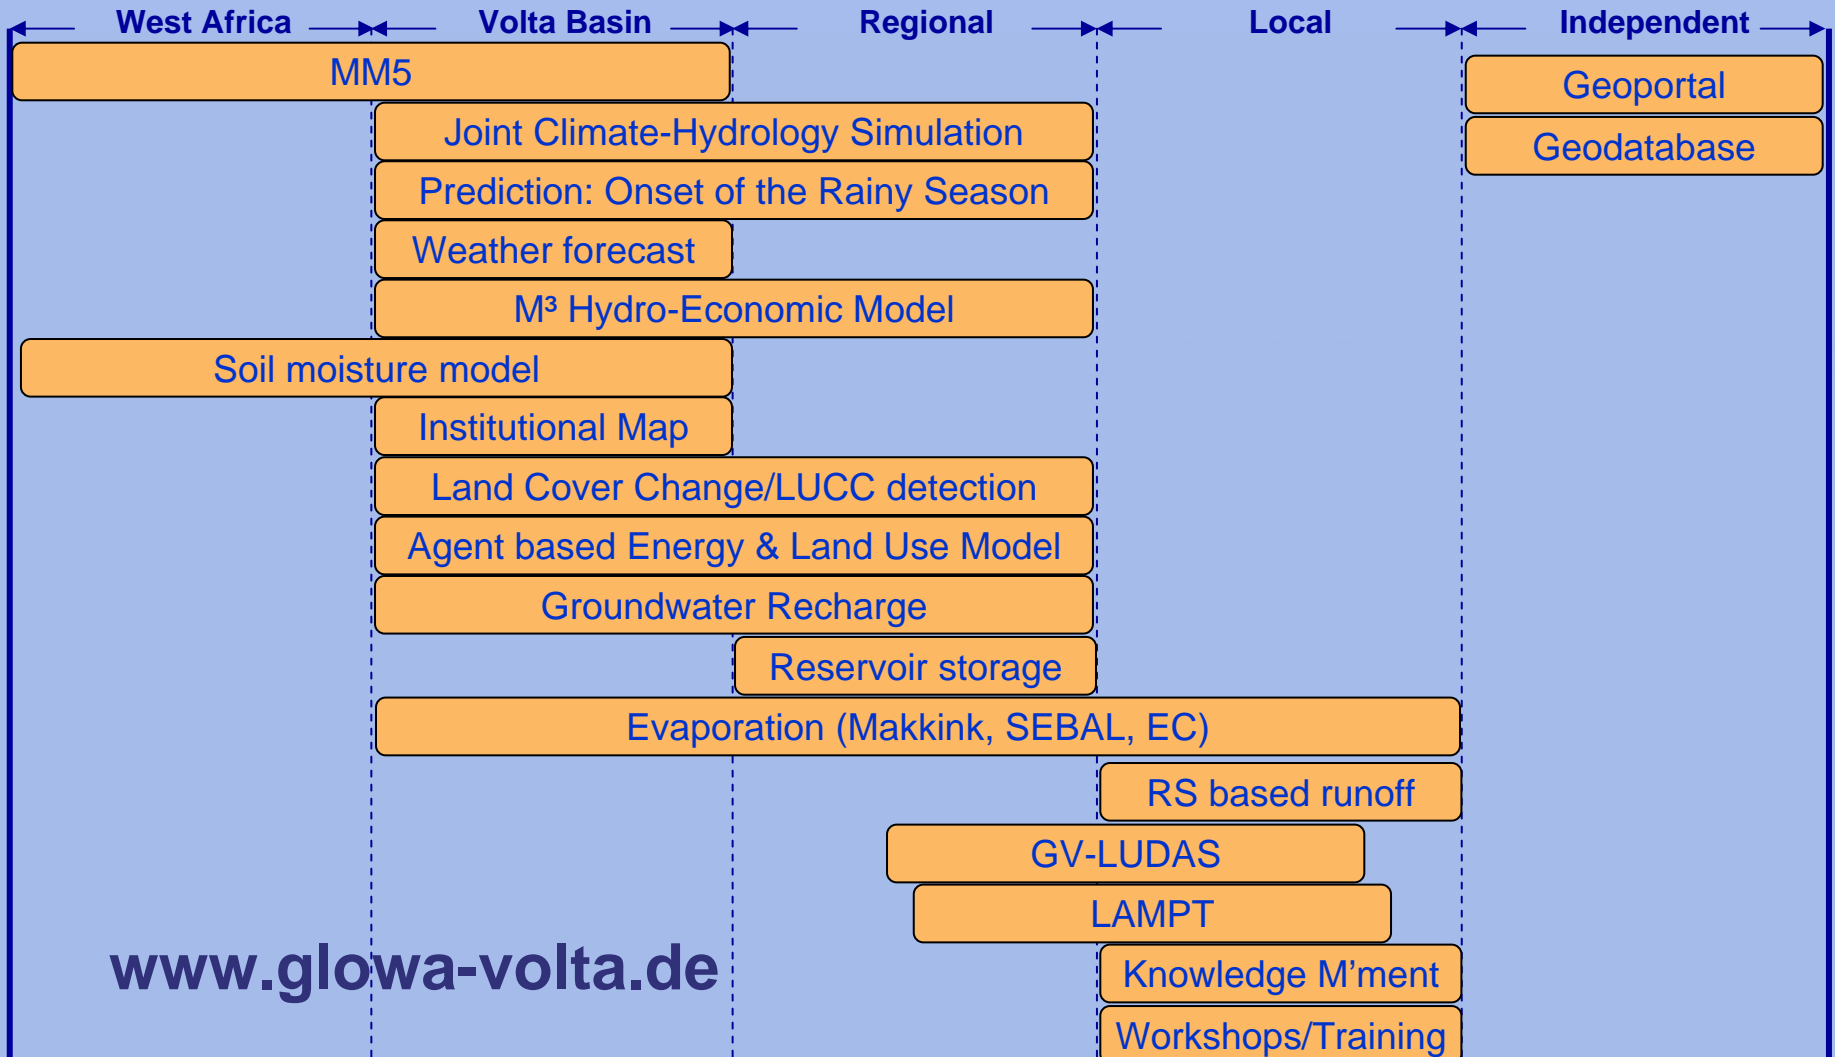 West Africa Volta Basin Regional Local Independent
MM5
Geoportal
Joint Climate-Hydrology Simulation
Geodatabase
Prediction: Onset of the Rainy Season
Weather forecast
M³ Hydro-Economic Model
Soil moisture model
Institutional Map
Land Cover Change/LUCC detection
Agent based Energy & Land Use Model
Groundwater Recharge
Reservoir storage
Evaporation (Makkink, SEBAL, EC)
RS based runoff
GV-LUDAS
LAMPT
www.glowa-volta.de
Knowledge M’ment
Workshops/Training